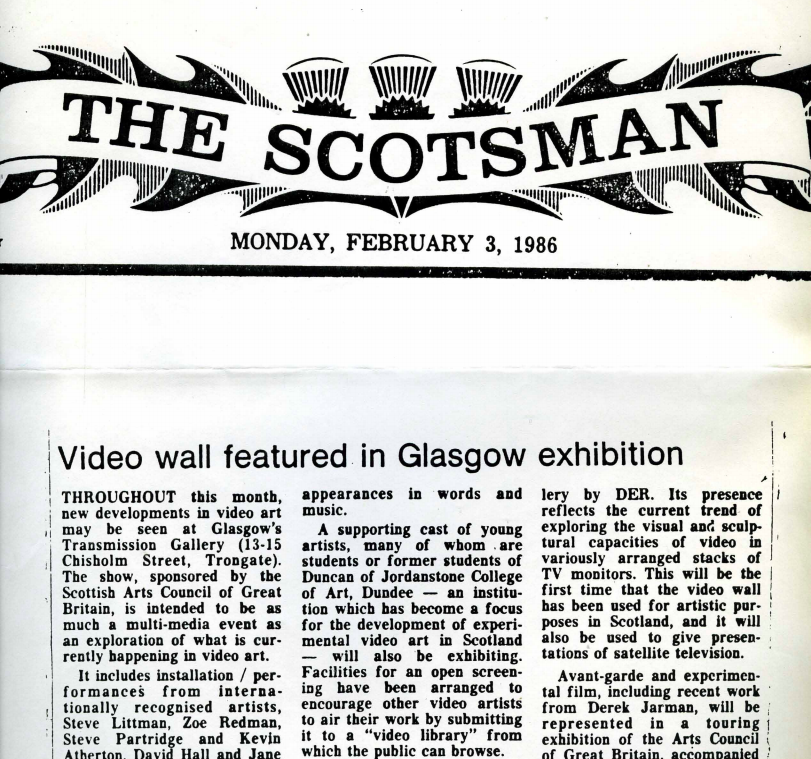 THE SCOTSMAN
MONDAY, FEBRUARY 3, 1986
Video wall featured in Glasgow exhibition
THROUGHOUT this month,
new developments in video art
may be seen at Glasgow's
Transmission Gallery (13-15
Chisholm Street, Trongate).
The show, sponsored by the
Scottish Arts Council of Great
Britain, is intended to be as
much a multi-media event as
an exploration of what is cur-
rently happening in video art.
It includes installation / per-
formances from interna-
tionally recognised artists,
Steve Littman, Zoe Redman,
Steve Partridge and Kevin
Atherton, David Hall and Jane
appearances in words and
music.
A supporting cast of young
artists, many of whom are
students or former students of
Duncan of Jordanstone College
of Art, Dundee — an institu-
tion which has become a focus
for the development of experi-
mental video art in Scotland
— will also be exhibiting.
Facilities for an open screen-
ing have been arranged to
encourage other video artists
to air their work by submitting
it to a "video library" from
which the public can browse.
lery by DER. Its presence
reflects the current trend of
exploring the visual and sculp-
tural capacities of video in
variously arranged stacks of
TV monitors. This will be the
first time that the video wall
has been used for artistic pur-
poses in Scotland, and it will
also be used to give presen-
tations of satellite television.
Avant-garde and experimen-
tal film, including recent work
from Derek Jarman, will be
represented in a touring
exhibition of the Arts Council
of Great Britain, accompanied